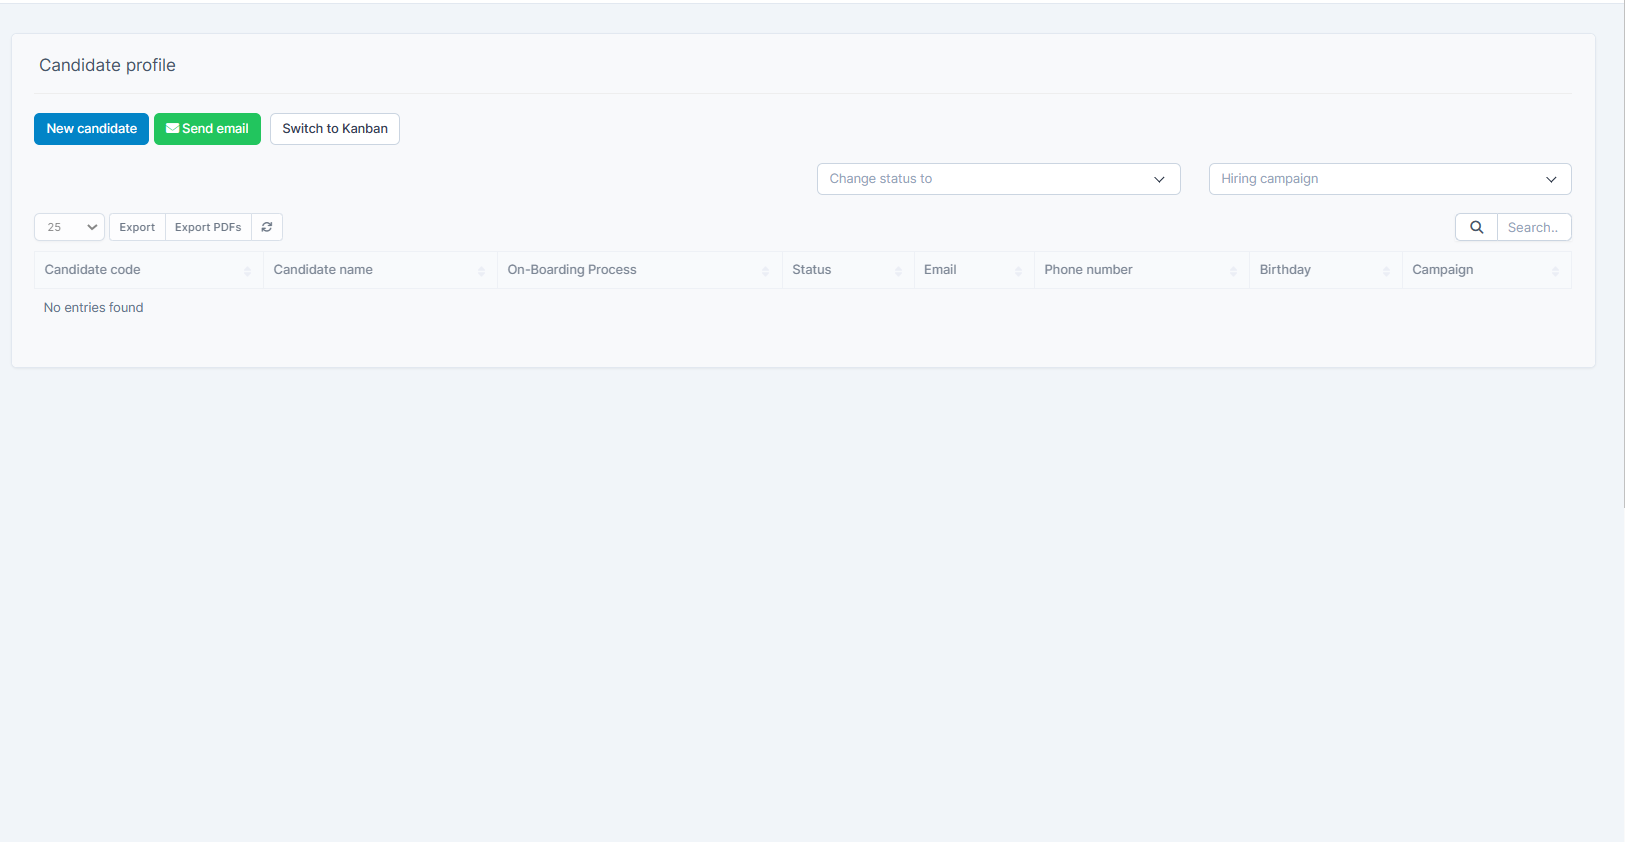 Candidate profile
New candidate Send email Switch to Kanban
Change status to Hiring campaign
25 Export Export PDFs Search..
Candidate code Candidate name On-Boarding Process Status Email Phone number Birthday Campaign
No entries found